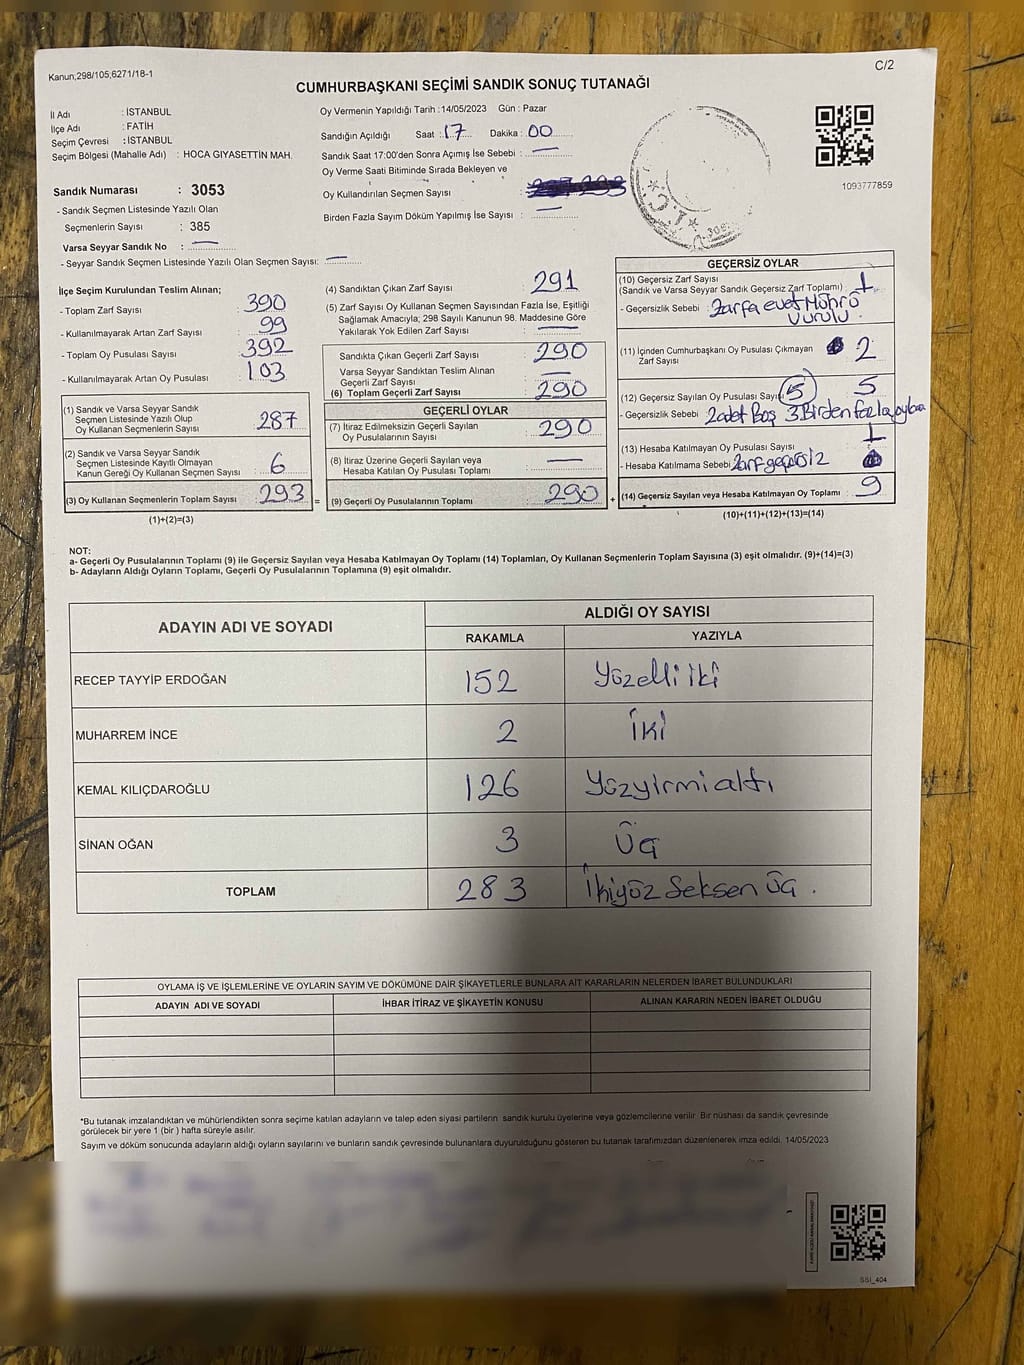 Kanun,298/105;6271/18-1
C/2
CUMHURBAŞKANI SEÇİMİ SANDIK SONUÇ TUTANAĞI
İl Adı : İSTANBUL
İlçe Adı : FATİH
Seçim Çevresi : İSTANBUL
Seçim Bölgesi (Mahalle Adı) : HOCA GIYASETTİN MAH.
Sandık Numarası : 3053
- Sandık Seçmen Listesinde Yazılı Olan
Seçmenlerin Sayısı : 385
Varsa Seyyar Sandık No : —
- Seyyar Sandık Seçmen Listesinde Yazılı Olan Seçmen Sayısı: —
Oy Vermenin Yapıldığı Tarih :14/05/2023 Gün : Pazar
Sandığın Açıldığı Saat : 17 Dakika : 00
Sandık Saat 17:00'den Sonra Açımış İse Sebebi : —
Oy Verme Saati Bitiminde Sırada Bekleyen ve
Oy Kullandırılan Seçmen Sayısı :
Birden Fazla Sayım Döküm Yapılmış İse Sayısı : —
1093777859
İlçe Seçim Kurulundan Teslim Alınan;
- Toplam Zarf Sayısı : 390
- Kullanılmayarak Artan Zarf Sayısı : 99
- Toplam Oy Pusulası Sayısı : 392
- Kullanılmayarak Artan Oy Pusulası : 103
(1) Sandık ve Varsa Seyyar Sandık
Seçmen Listesinde Yazılı Olup
Oy Kullanan Seçmenlerin Sayısı : 287
(2) Sandık ve Varsa Seyyar Sandık
Seçmen Listesinde Kayıtlı Olmayan
Kanun Gereği Oy Kullanan Seçmen Sayısı : 6
(3) Oy Kullanan Seçmenlerin Toplam Sayısı : 293 =
(1)+(2)=(3)
(4) Sandıktan Çıkan Zarf Sayısı : 291
(5) Zarf Sayısı Oy Kullanan Seçmen Sayısından Fazla İse, Eşitliği
Sağlamak Amacıyla; 298 Sayılı Kanunun 98. Maddesine Göre
Yakılarak Yok Edilen Zarf Sayısı : —
Sandıkta Çıkan Geçerli Zarf Sayısı : 290
Varsa Seyyar Sandıktan Teslim Alınan
Geçerli Zarf Sayısı : —
(6) Toplam Geçerli Zarf Sayısı : 290
GEÇERLİ OYLAR
(7) İtiraz Edilmeksizin Geçerli Sayılan
Oy Pusulalarının Sayısı : 290
(8) İtiraz Üzerine Geçerli Sayılan veya
Hesaba Katılan Oy Pusulası Toplamı : —
(9) Geçerli Oy Pusulalarının Toplamı : 290 +
GEÇERSİZ OYLAR
(10) Geçersiz Zarf Sayısı
(Sandık ve Varsa Seyyar Sandık Geçersiz Zarf Toplamı) : 1
- Geçersizlik Sebebi : Zarfa evet Mührü
Vurulu.
(11) İçinden Cumhurbaşkanı Oy Pusulası Çıkmayan
Zarf Sayısı : 2
(12) Geçersiz Sayılan Oy Pusulası Sayısı 5 5
- Geçersizlik Sebebi : 2 adet Boş 3 Birden fazla oy
(13) Hesaba Katılmayan Oy Pusulası Sayısı : 1
- Hesaba Katılmama Sebebi: Zarf geçersiz
(14) Geçersiz Sayılan veya Hesaba Katılmayan Oy Toplamı : 9
(10)+(11)+(12)+(13)=(14)
NOT:
a- Geçerli Oy Pusulalarının Toplamı (9) ile Geçersiz Sayılan veya Hesaba Katılmayan Oy Toplamı (14) Toplamları, Oy Kullanan Seçmenlerin Toplam Sayısına (3) eşit olmalıdır. (9)+(14)=(3)
b- Adayların Aldığı Oyların Toplamı, Geçerli Oy Pusulalarının Toplamına (9) eşit olmalıdır.
ADAYIN ADI VE SOYADI ALDIĞI OY SAYISI
RAKAMLA YAZIYLA
RECEP TAYYİP ERDOĞAN 152 Yüzelli iki
MUHARREM İNCE 2 İki
KEMAL KILIÇDAROĞLU 126 Yüzyirmi altı
SİNAN OĞAN 3 Üç
TOPLAM 283 İkiyüz Seksen üç.
OYLAMA İŞ VE İŞLEMLERİNE VE OYLARIN SAYIM VE DÖKÜMÜNE DAİR ŞİKAYETLERLE BUNLARA AİT KARARLARIN NELERDEN İBARET BULUNDUKLARI
ADAYIN ADI VE SOYADI İHBAR İTİRAZ VE ŞİKAYETİN KONUSU ALINAN KARARIN NEDEN İBARET OLDUĞU
*Bu tutanak imzalandıktan ve mühürlendikten sonra seçime katılan adayların ve talep eden siyasi partilerin sandık kurulu üyelerine veya gözlemcilerine verilir. Bir nüshası da sandık çevresinde
görülecek bir yere 1 (bir ) hafta süreyle asılır.
Sayım ve döküm sonucunda adayların aldığı oyların sayılarını ve bunların sandık çevresinde bulunanlara duyurulduğunu gösteren bu tutanak tarafımızdan düzenlenerek imza edildi. 14/05/2023
SSI_404